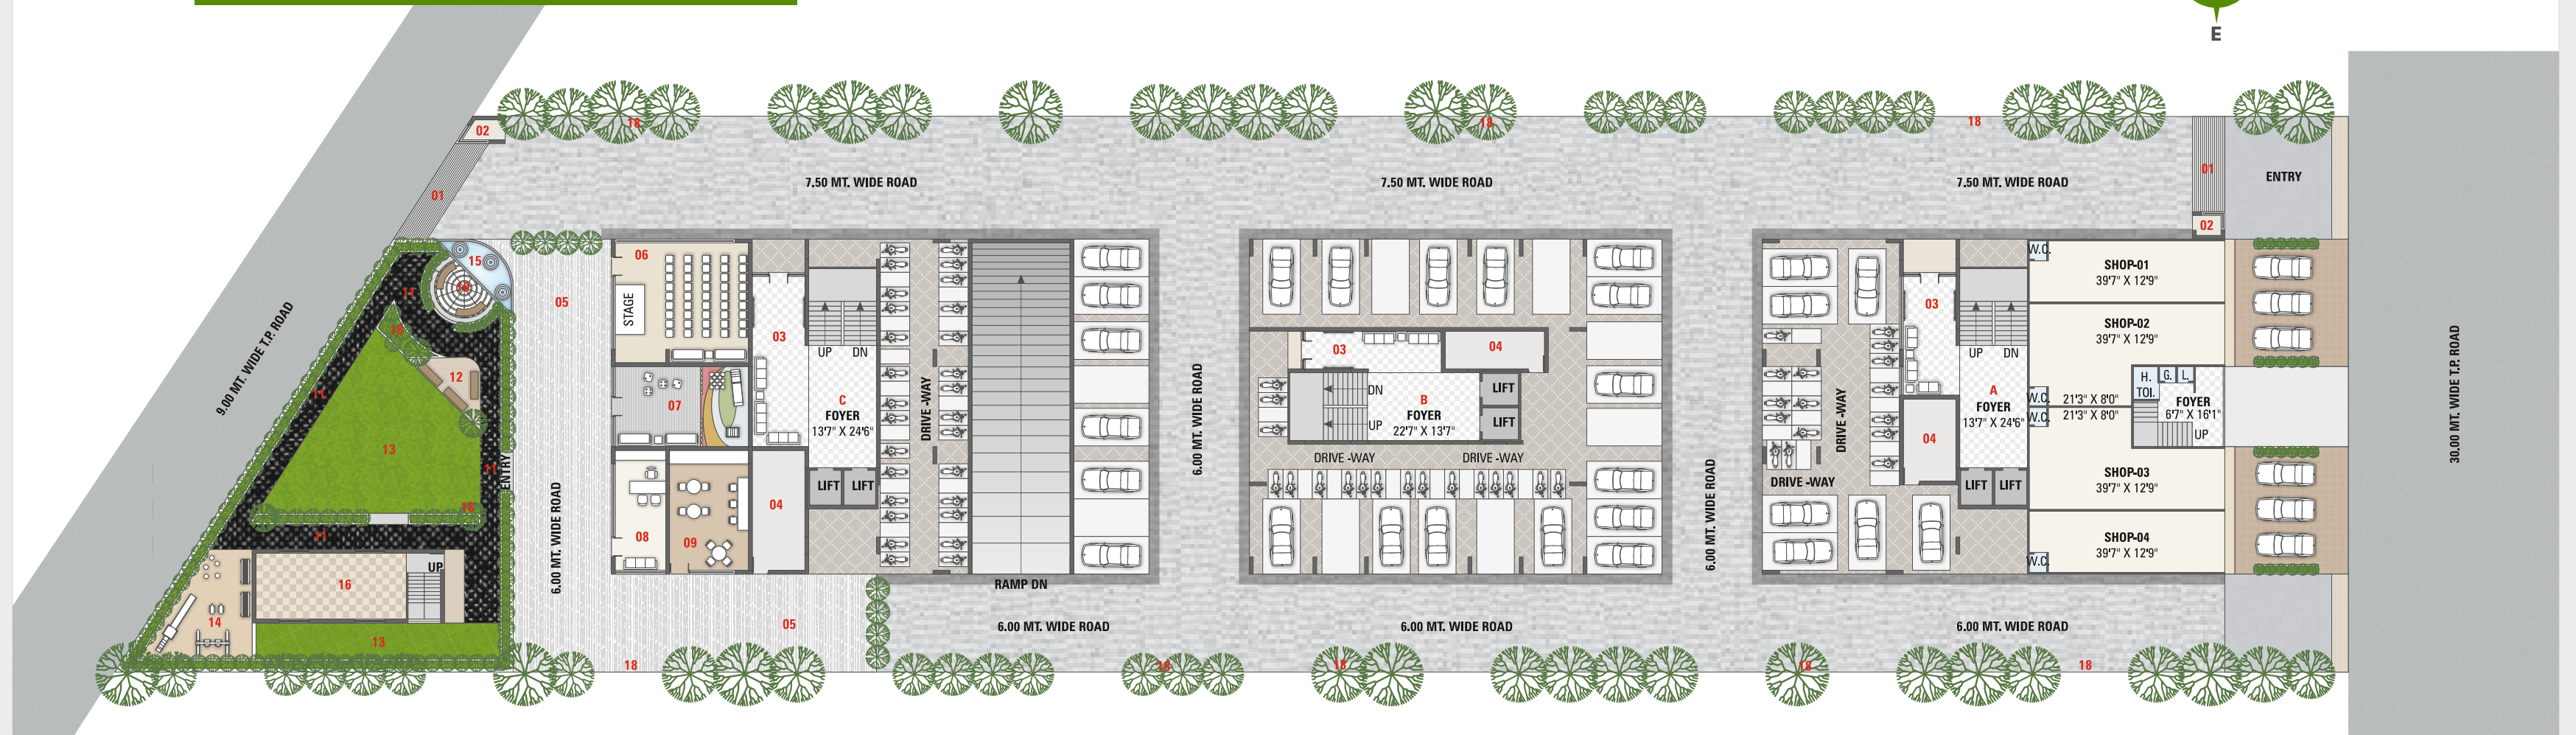 E
02
18
18
18
01
7.50 MT. WIDE ROAD
7.50 MT. WIDE ROAD
7.50 MT. WIDE ROAD
01
ENTRY
02
9.00 MT. WIDE T.P. ROAD
15
10
11
10
11
12
13
11
ENTRY
10
11
UP
16
14
13
05
6.00 MT. WIDE ROAD
05
18
06
STAGE
07
08
09
03
04
UP DN
C
FOYER
13'7" X 24'6"
LIFT LIFT
DRIVE -WAY
RAMP DN
6.00 MT. WIDE ROAD
18
6.00 MT. WIDE ROAD
03
04
DN
UP
B
FOYER
22'7" X 13'7"
LIFT
LIFT
DRIVE -WAY
DRIVE -WAY
6.00 MT. WIDE ROAD
18
6.00 MT. WIDE ROAD
DRIVE -WAY
DRIVE -WAY
03
04
UP DN
A
FOYER
13'7" X 24'6"
LIFT LIFT
W.C.
SHOP-01
39'7" X 12'9"
SHOP-02
39'7" X 12'9"
W.C.
21'3" X 8'0"
W.C.
21'3" X 8'0"
H.
TOI.
G. L.
FOYER
6'7" X 16'1"
UP
SHOP-03
39'7" X 12'9"
SHOP-04
39'7" X 12'9"
W.C.
6.00 MT. WIDE ROAD
18
18
30.00 MT. WIDE T.P. ROAD